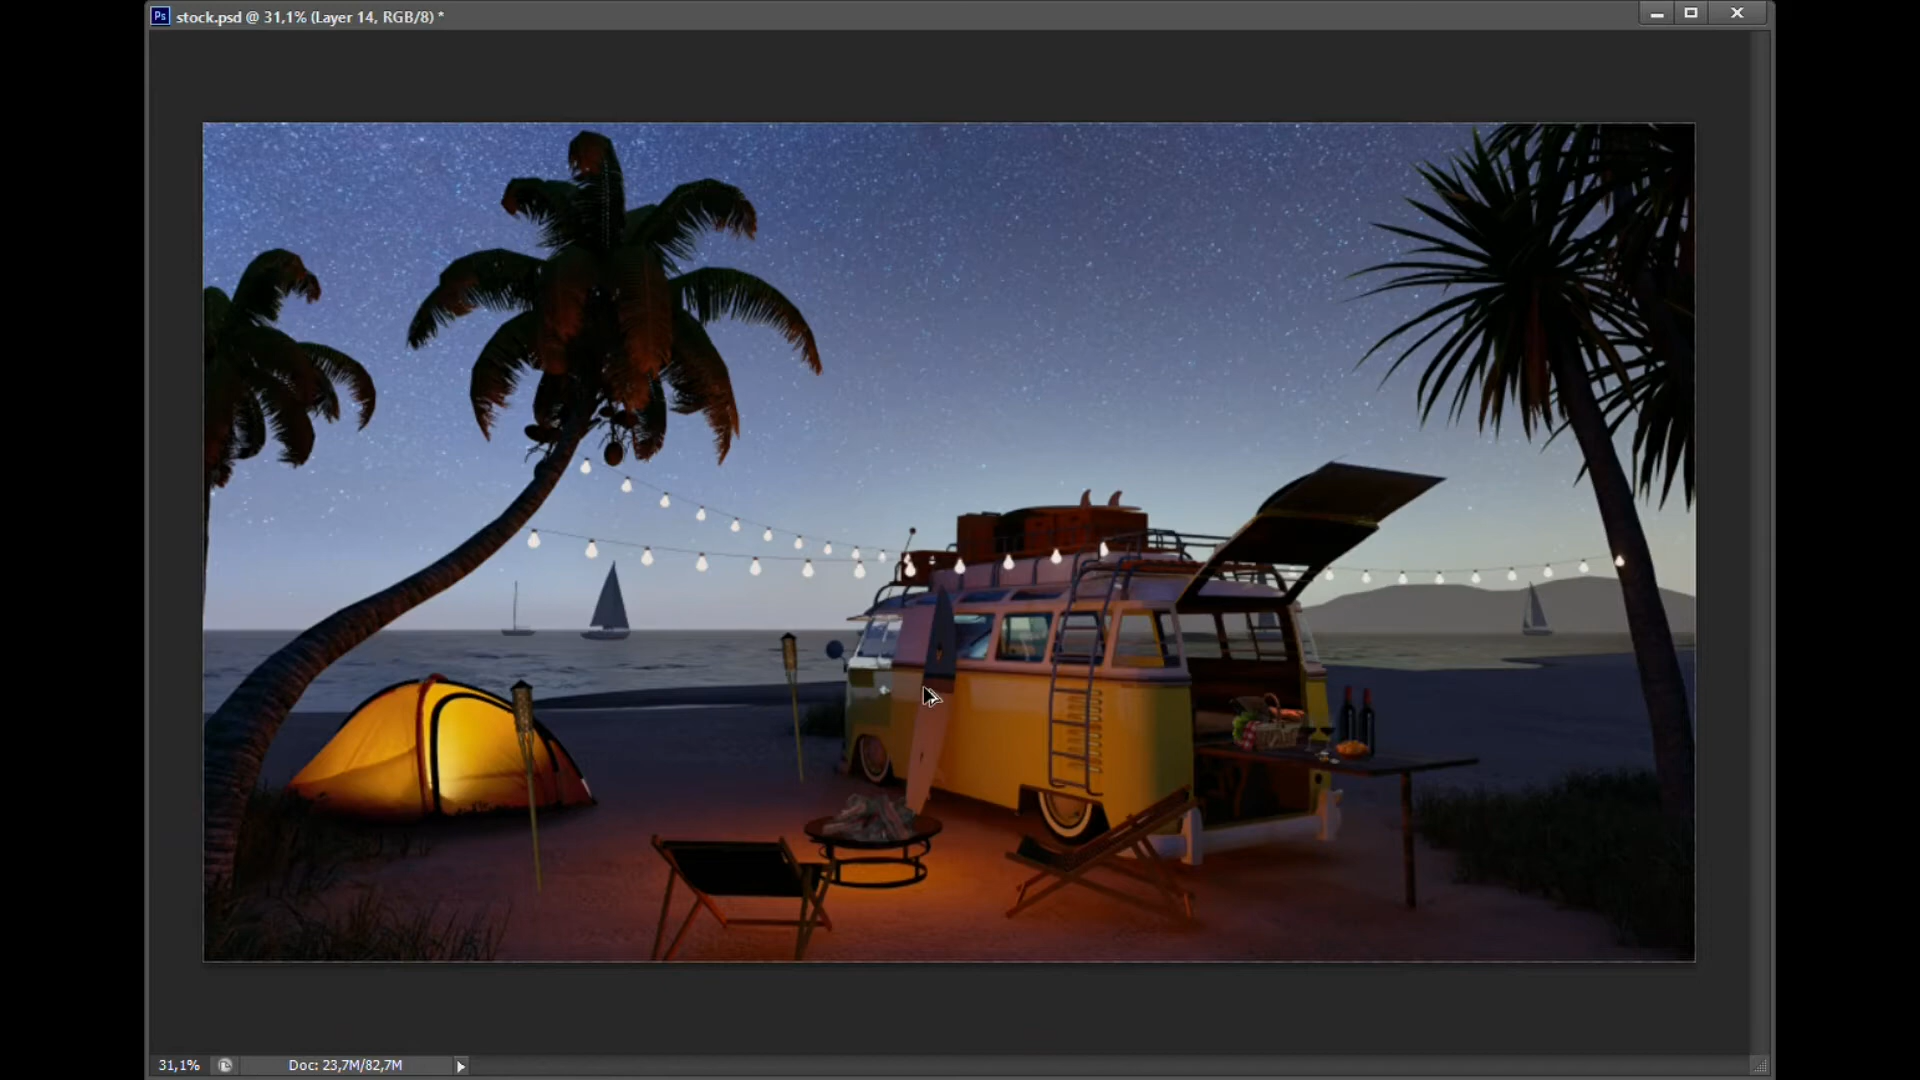 Ps stock.psd @ 31,1% (Layer 14, RGB/8) *
31,1% Doc: 23,7M/82,7M